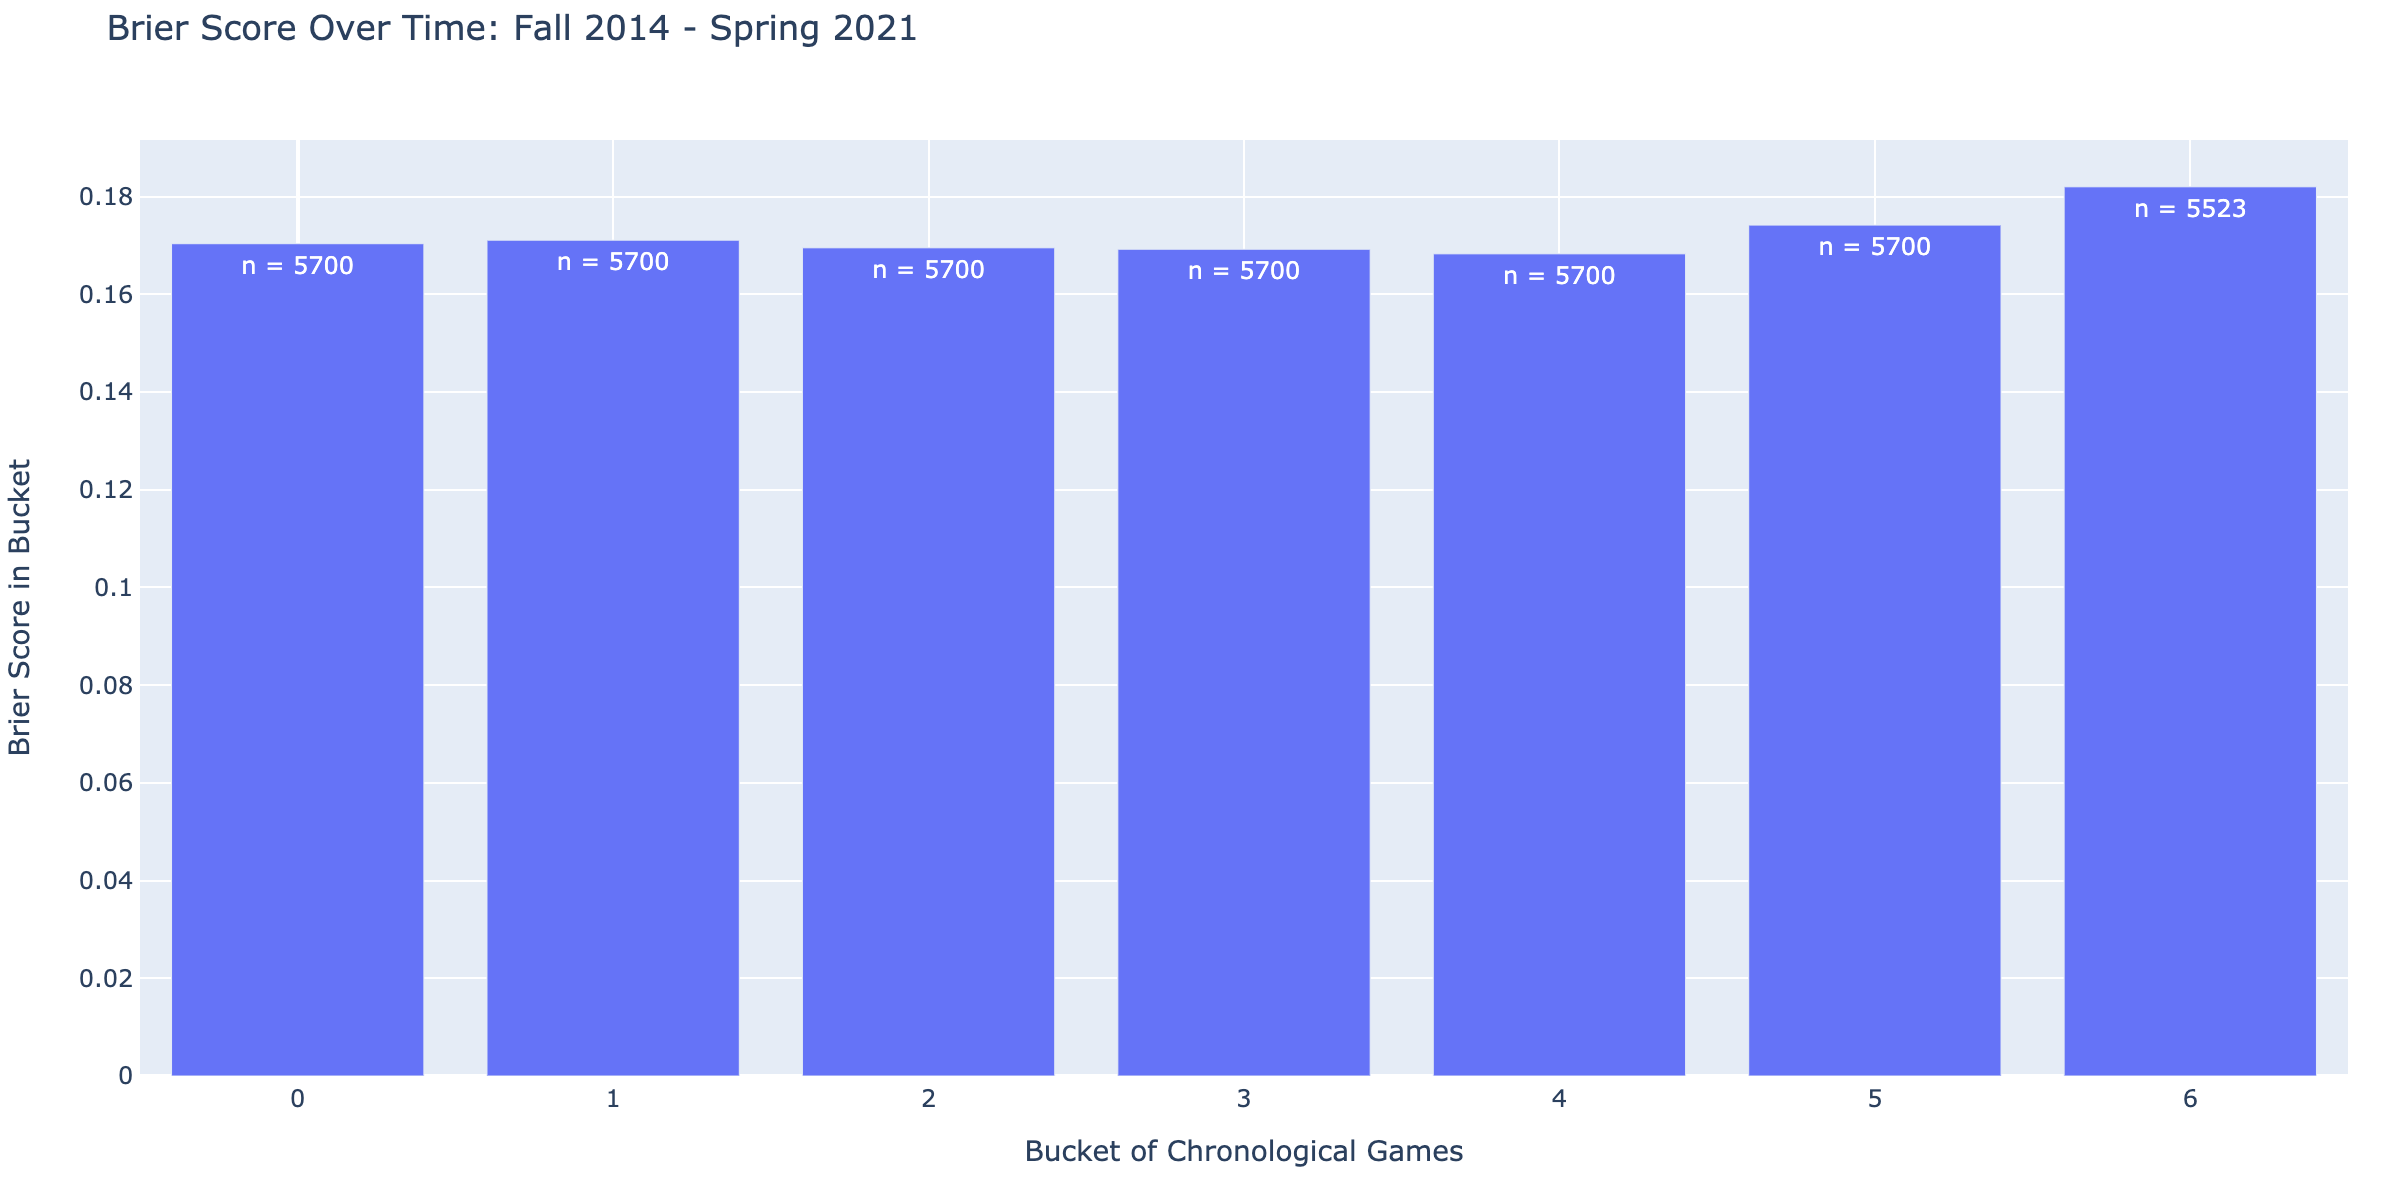 Brier Score Over Time: Fall 2014 - Spring 2021
Brier Score in Bucket
0.18
0.16
0.14
0.12
0.1
0.08
0.06
0.04
0.02
0
n = 5700
n = 5700
n = 5700
n = 5700
n = 5700
n = 5700
n = 5523
0
1
2
3
4
5
6
Bucket of Chronological Games